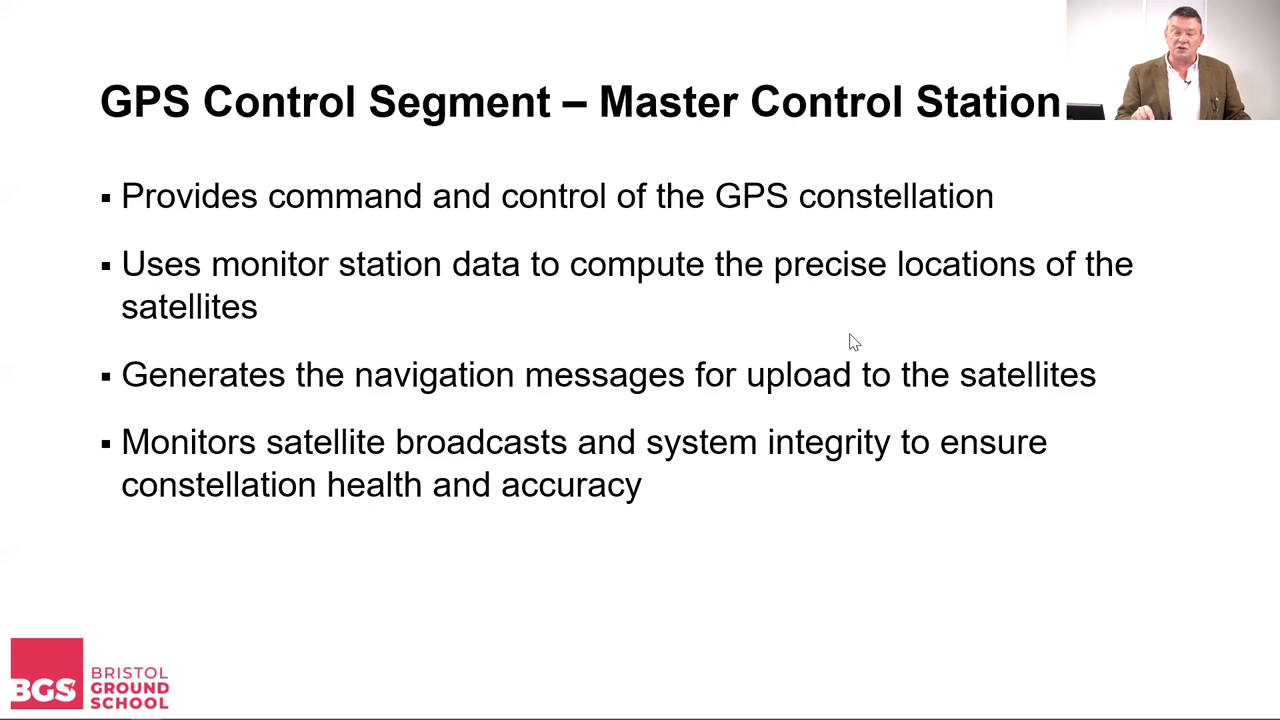 GPS Control Segment – Master Control Station
▪ Provides command and control of the GPS constellation
▪ Uses monitor station data to compute the precise locations of the
satellites
▪ Generates the navigation messages for upload to the satellites
▪ Monitors satellite broadcasts and system integrity to ensure
constellation health and accuracy
BGS
BRISTOL
GROUND
SCHOOL